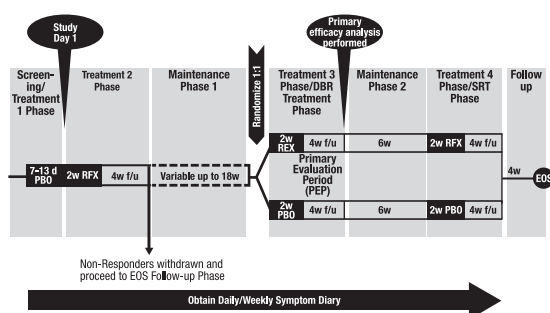 Study
Day 1
Primary
efficacy analysis
performed
Screen-
ing/
Treatment
1 Phase
Treatment 2
Phase
Maintenance
Phase 1
Randomize 1:1
Treatment 3
Phase/DBR
Treatment
Phase
Maintenance
Phase 2
Treatment 4
Phase/SRT
Phase
Follow
up
7–13 d
PBO
2w RFX
4w f/u
Variable up to 18w
2w
REX
4w f/u
6w
2w RFX
4w f/u
Primary
Evaluation
Period
(PEP)
2w
PBO
4w f/u
6w
2w PBO
4w f/u
4w
EOS
Non-Responders withdrawn and
proceed to EOS Follow-up Phase
Obtain Daily/Weekly Symptom Diary